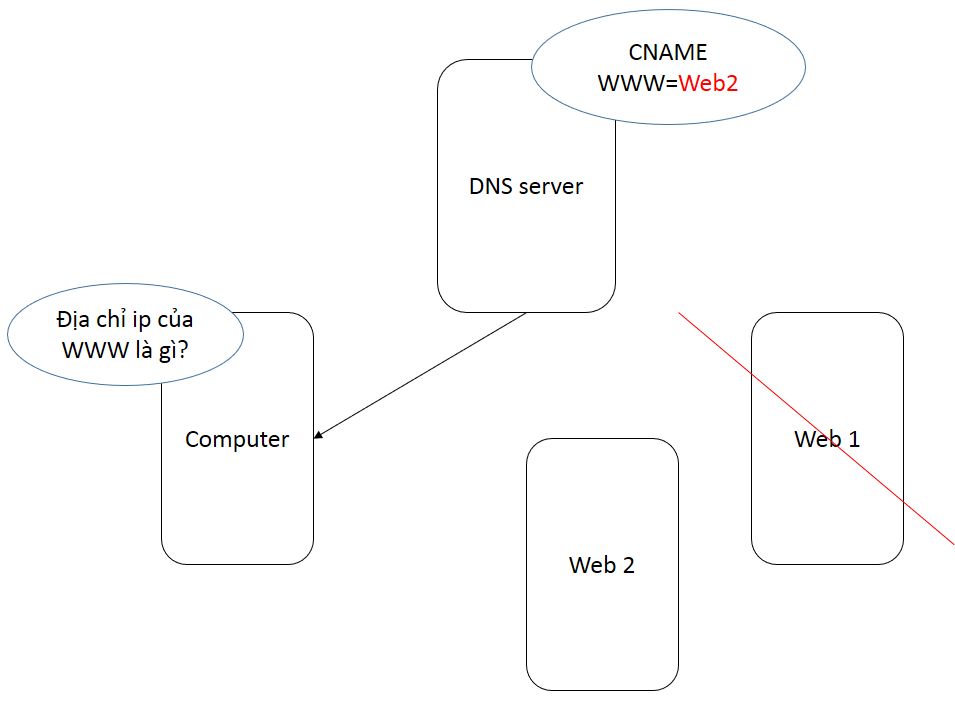 CNAME
WWW=Web2
DNS server
Địa chỉ ip của
WWW là gì?
Computer
Web 1
Web 2